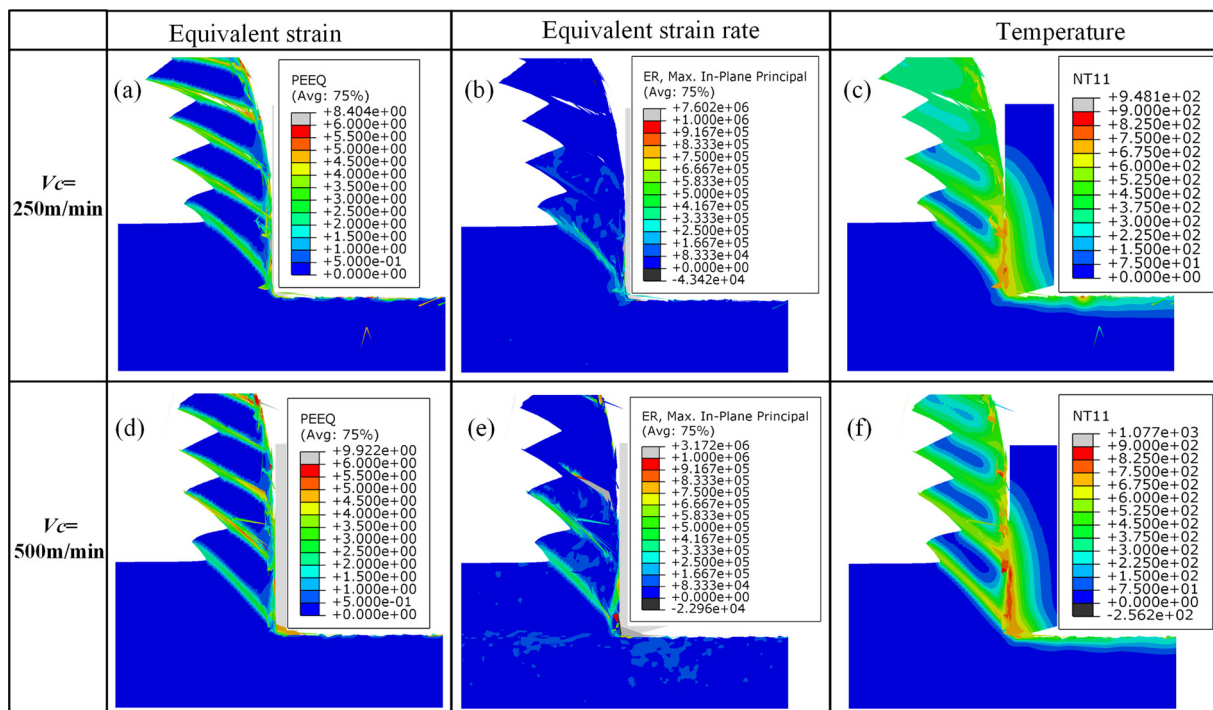 Equivalent strain
Equivalent strain rate
Temperature
Vc=
250m/min
(a)
PEEQ
(Avg: 75%)
+8.404e+00
+6.000e+00
+5.500e+00
+5.000e+00
+4.500e+00
+4.000e+00
+3.500e+00
+3.000e+00
+2.500e+00
+2.000e+00
+1.500e+00
+1.000e+00
+5.000e-01
+0.000e+00
(b)
ER, Max. In-Plane Principal
(Avg: 75%)
+7.602e+06
+1.000e+06
+9.167e+05
+8.333e+05
+7.500e+05
+6.667e+05
+5.833e+05
+5.000e+05
+4.167e+05
+3.333e+05
+2.500e+05
+1.667e+05
+8.333e+04
+0.000e+00
-4.342e+04
(c)
NT11
+9.481e+02
+9.000e+02
+8.250e+02
+7.500e+02
+6.750e+02
+6.000e+02
+5.250e+02
+4.500e+02
+3.750e+02
+3.000e+02
+2.250e+02
+1.500e+02
+7.500e+01
+0.000e+00
Vc=
500m/min
(d)
PEEQ
(Avg: 75%)
+9.922e+00
+6.000e+00
+5.500e+00
+5.000e+00
+4.500e+00
+4.000e+00
+3.500e+00
+3.000e+00
+2.500e+00
+2.000e+00
+1.500e+00
+1.000e+00
+5.000e-01
+0.000e+00
(e)
ER, Max. In-Plane Principal
(Avg: 75%)
+3.172e+06
+1.000e+06
+9.167e+05
+8.333e+05
+7.500e+05
+6.667e+05
+5.833e+05
+5.000e+05
+4.167e+05
+3.333e+05
+2.500e+05
+1.667e+05
+8.333e+04
+0.000e+00
-2.296e+04
(f)
NT11
+1.077e+03
+9.000e+02
+8.250e+02
+7.500e+02
+6.750e+02
+6.000e+02
+5.250e+02
+4.500e+02
+3.750e+02
+3.000e+02
+2.250e+02
+1.500e+02
+7.500e+01
+0.000e+00
-2.562e+02